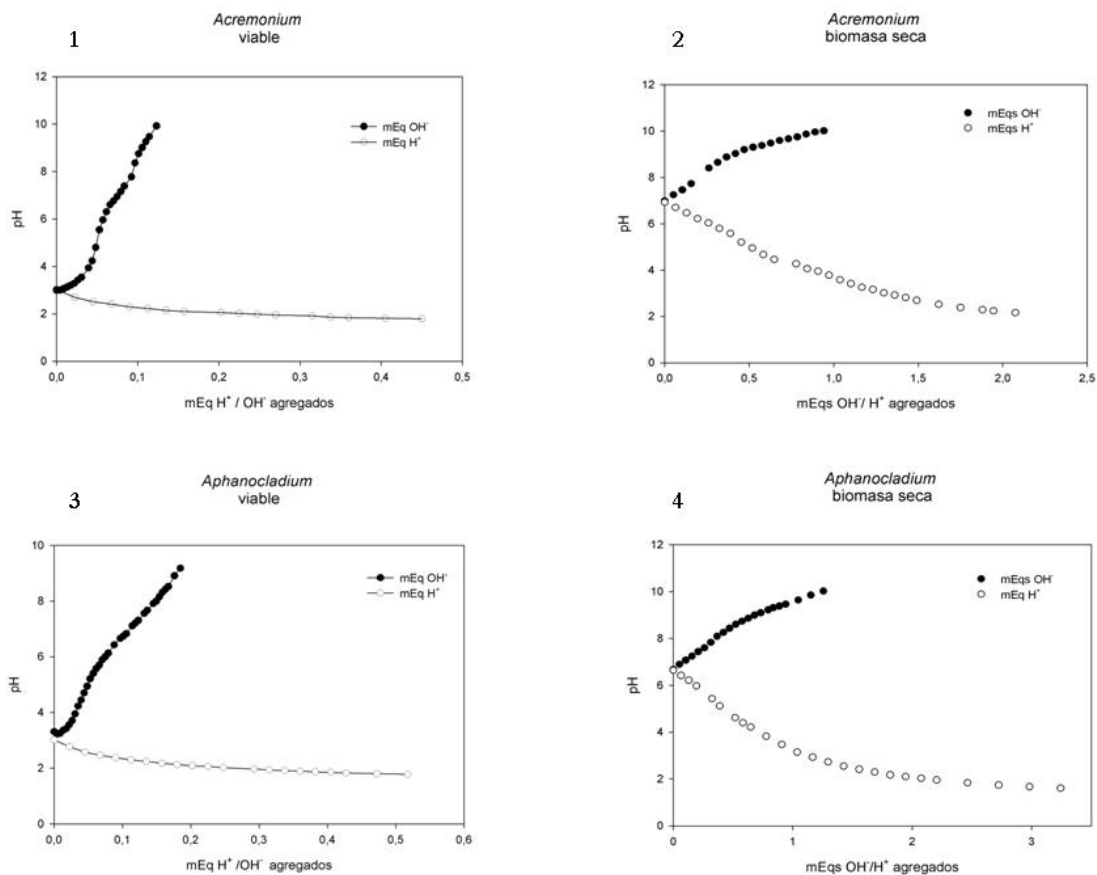 1
Acremonium
viable
12
10
8
6
4
2
0
pH
mEq OH⁻
mEq H⁺
0,0 0,1 0,2 0,3 0,4 0,5
mEq H⁺ / OH⁻ agregados
2
Acremonium
biomasa seca
12
10
8
6
4
2
0
pH
mEqs OH⁻
mEqs H⁺
0,0 0,5 1,0 1,5 2,0 2,5
mEqs OH⁻/ H⁺ agregados
3
Aphanocladium
viable
10
8
6
4
2
0
pH
mEq OH⁻
mEq H⁺
0,0 0,1 0,2 0,3 0,4 0,5 0,6
mEq H⁺ /OH⁻ agregados
4
Aphanocladium
biomasa seca
12
10
8
6
4
2
0
pH
mEqs OH⁻
mEq H⁺
0 1 2 3
mEqs OH⁻/H⁺ agregados